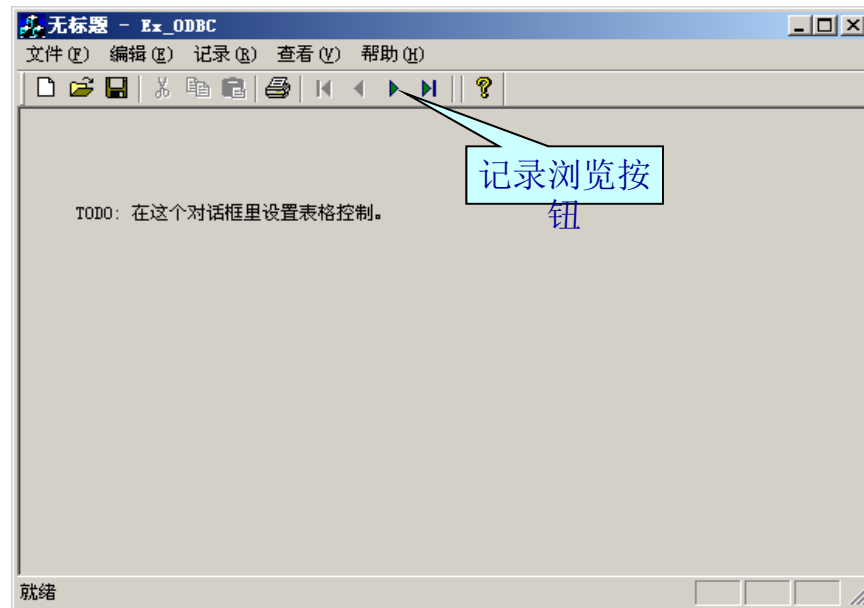 无标题 - Ex_ODBC
文件(F) 编辑(E) 记录(R) 查看(V) 帮助(H)
记录浏览按
钮
TODO: 在这个对话框里设置表格控制。
就绪